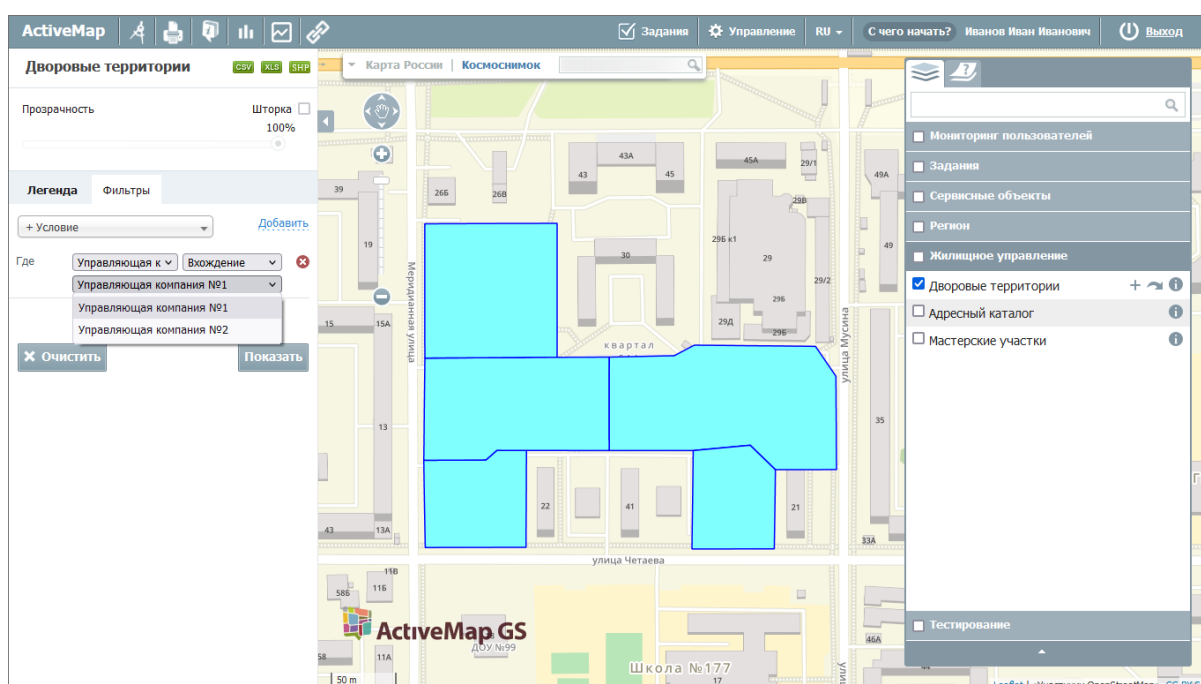 ActiveMap
Задания
Управление
RU
С чего начать?
Иванов Иван Иванович
Выход
Дворовые территории
CSV XLS SHP
Карта России | Космоснимок
Прозрачность
Шторка
100%
Легенда
Фильтры
+ Условие
Добавить
Где
Управляющая к
Вхождение
Управляющая компания №1
Управляющая компания №1
Управляющая компания №2
Очистить
Показать
Мониторинг пользователей
Задания
Сервисные объекты
Регион
Жилищное управление
Дворовые территории
Адресный каталог
Мастерские участки
Тестирование
43А
43
45
45А
29/1
49А
39
26Б
26В
29В
19
30
29Б к1
29
49
29/2
29Б
Меридианная улица
15
15А
29Д
29Б
квартал
улица Мусина
13
35
22
41
21
43
13А
33А
улица Четаева
11В
58Б
11Б
ActiveMap GS
ДОУ №99
46А
58
11А
Школа №177
17
44
50 m